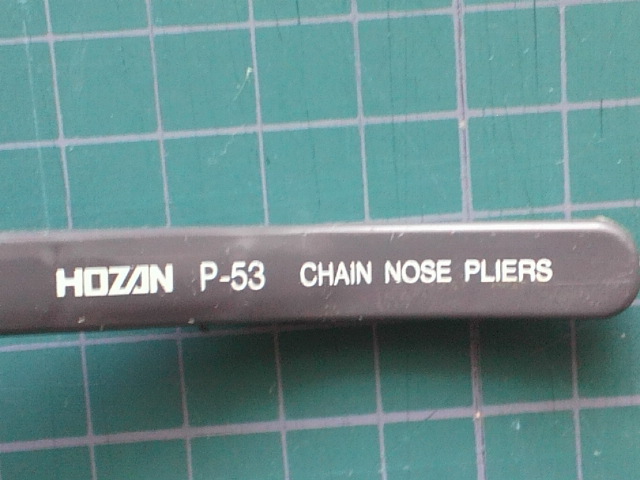 HOZAN P-53 CHAIN NOSE PLIERS